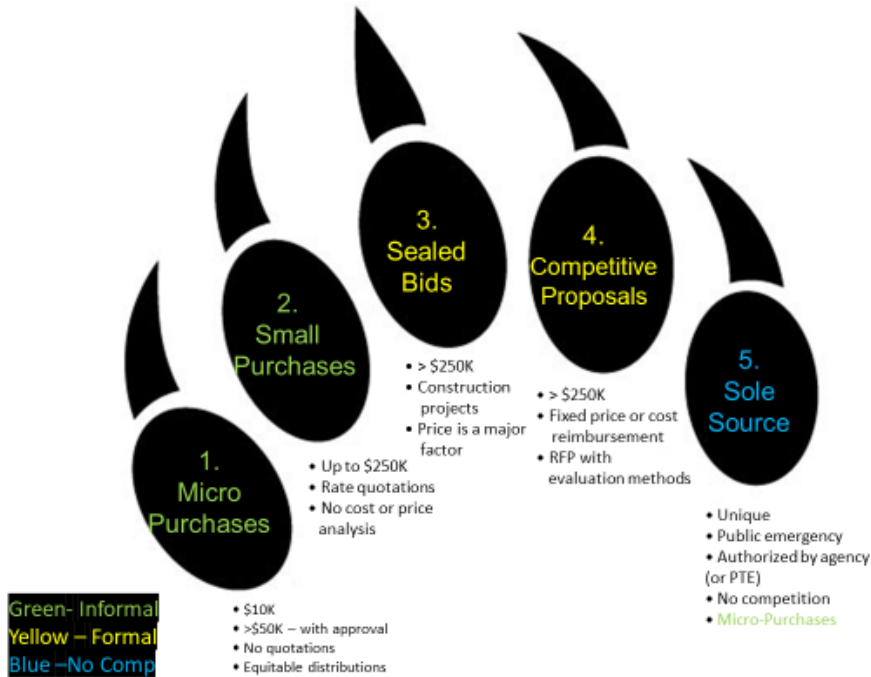 1.
Micro
Purchases
• $10K
• >$50K – with approval
• No quotations
• Equitable distributions
2.
Small
Purchases
• Up to $250K
• Rate quotations
• No cost or price
analysis
3.
Sealed
Bids
• > $250K
• Construction
projects
• Price is a major
factor
4.
Competitive
Proposals
• > $250K
• Fixed price or cost
reimbursement
• RFP with
evaluation methods
5.
Sole
Source
• Unique
• Public emergency
• Authorized by agency
(or PTE)
• No competition
• Micro-Purchases
Green- Informal
Yellow – Formal
Blue –No Comp